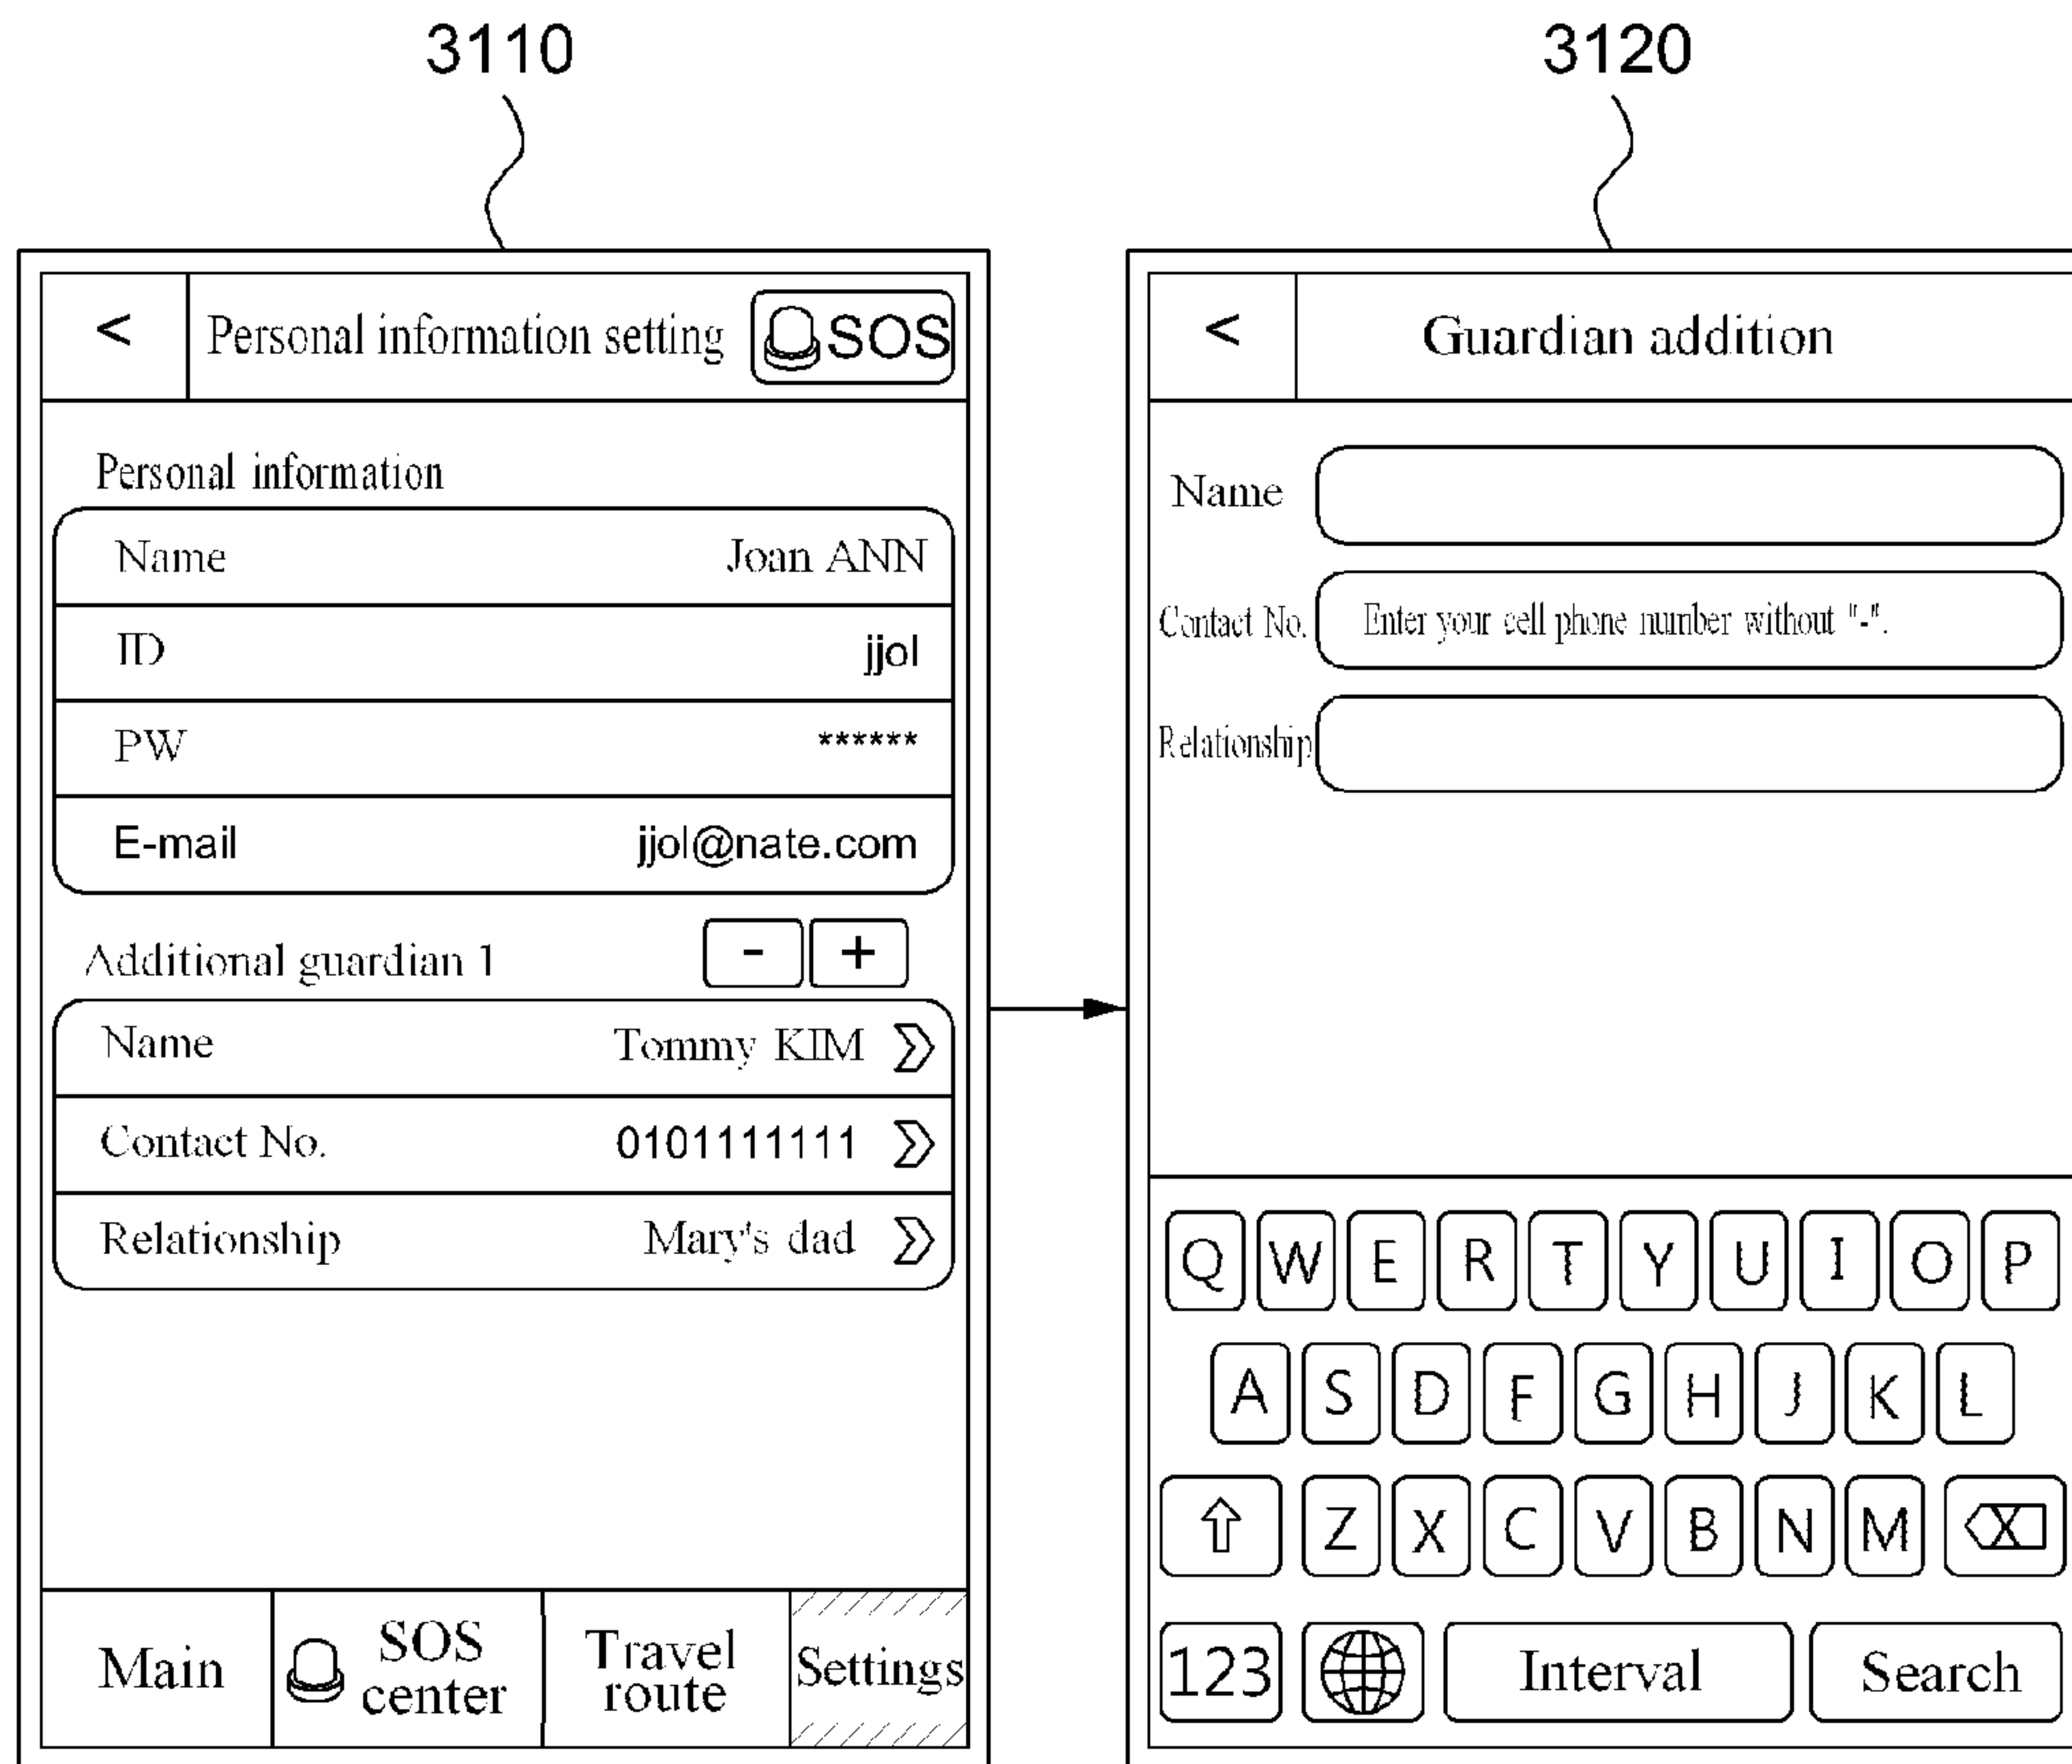 3110
< Personal information setting SOS
Personal information
Name Joan ANN
ID jjol
PW ******
E-mail jjol@nate.com
Additional guardian 1 - +
Name Tommy KIM
Contact No. 0101111111
Relationship Mary's dad
Main
SOS
center
Travel
route
Settings
3120
< Guardian addition
Name
Contact No. Enter your cell phone number without "-".
Relationship
Q W E R T Y U I O P
A S D F G H J K L
Z X C V B N M X
123 Interval Search